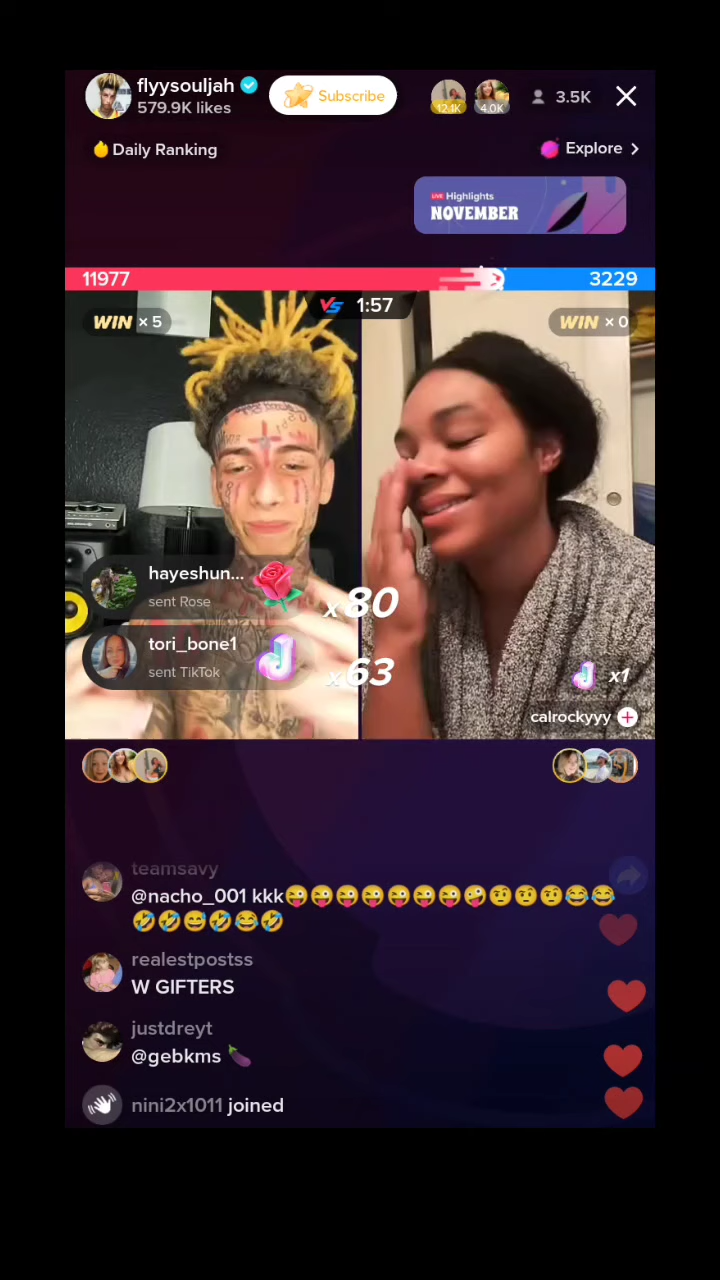 flyysouljah
579.9K likes
Subscribe
12.1K
4.0K
3.5K
Daily Ranking
Explore
LIVE Highlights
NOVEMBER
11977
3229
VS 1:57
WIN × 5
WIN × 0
hayeshun...
sent Rose
x80
tori_bone1
sent TikTok
x63
x1
calrockyyy
teamsavy
@nacho_001 kkk😜😜😜😜😜😜😜🤪🤨🤨🤨😂😂
🤣🤣😅🤣😂🤣
realestpostss
W GIFTERS
justdreyt
@gebkms 🍆
nini2x1011 joined